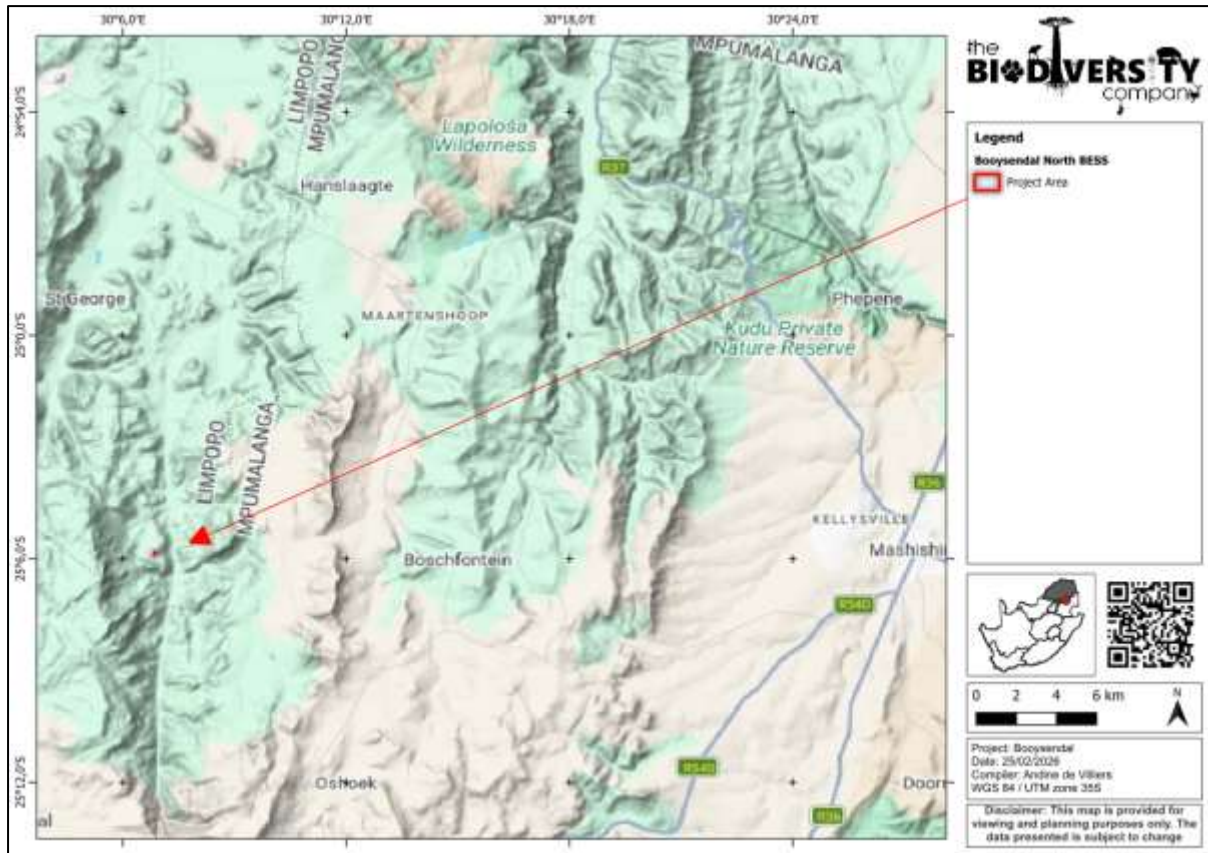 30°6,0'E 30°12,0'E 30°18,0'E 30°24,0'E
24°54,0'S
25°0,0'S
25°6,0'S
25°12,0'S
LIMPOPO
MPUMALANG
MPUMALANGA
Lapalosa
Wilderness
R37
Hanslaagte
St George
MAARTENSHOOP
Phepene
Kudu Private
Nature Reserve
LIMPOPO
MPUMALANGA
R36
KELLYSVILLE
Boschfontein
Mashishi
R540
R540
Oshoek
Doorn
R36
al
the
BIODIVERSITY
company
Legend
Booysendal North BESS
Project Area
0 2 4 6 km
N
Project: Booysendal
Date: 25/02/2026
Compiler: Andine de Villiers
WGS 84 / UTM zone 35S
Disclaimer: This map is provided for
viewing and planning purposes only. The
data presented is subject to change